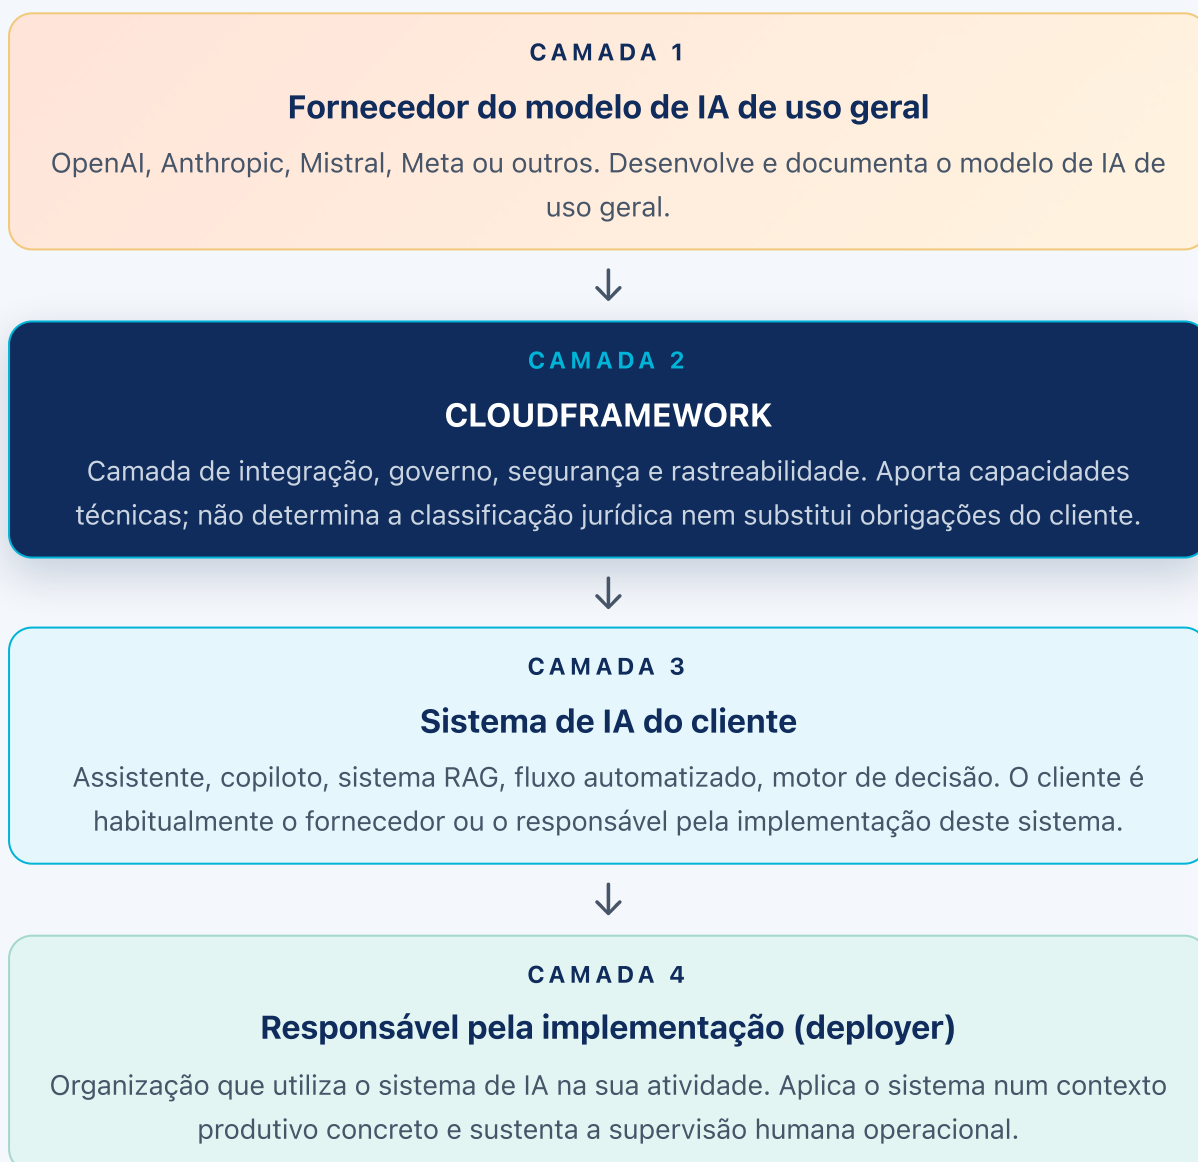 CAMADA 1
Fornecedor do modelo de IA de uso geral
OpenAI, Anthropic, Mistral, Meta ou outros. Desenvolve e documenta o modelo de IA de
uso geral.
CAMADA 2
CLOUDFRAMEWORK
Camada de integração, governo, segurança e rastreabilidade. Aporta capacidades
técnicas; não determina a classificação jurídica nem substitui obrigações do cliente.
CAMADA 3
Sistema de IA do cliente
Assistente, copiloto, sistema RAG, fluxo automatizado, motor de decisão. O cliente é
habitualmente o fornecedor ou o responsável pela implementação deste sistema.
CAMADA 4
Responsável pela implementação (deployer)
Organização que utiliza o sistema de IA na sua atividade. Aplica o sistema num contexto
produtivo concreto e sustenta a supervisão humana operacional.